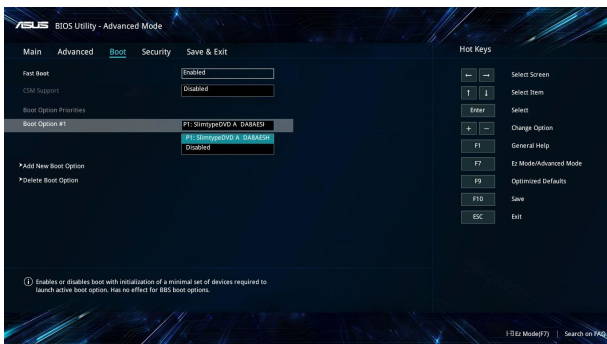 ASUS BIOS Utility - Advanced Mode
Main Advanced Boot Security Save & Exit
Hot Keys
Fast Boot Enabled
CSM Support Disabled
Boot Option Priorities
Boot Option #1 P1: SlimtypeDVD A DA8AESI
P1: SlimtypeDVD A DA8AESH
Disabled
Add New Boot Option
Delete Boot Option
← → Select Screen
↑ ↓ Select Item
Enter Select
+ − Change Option
F1 General Help
F7 Ez Mode/Advanced Mode
F9 Optimized Defaults
F10 Save
ESC Exit
Enables or disables boot with initialization of a minimal set of devices required to
launch active boot option. Has no effect for BBS boot options.
Ez Mode(F7) | Search on FAQ